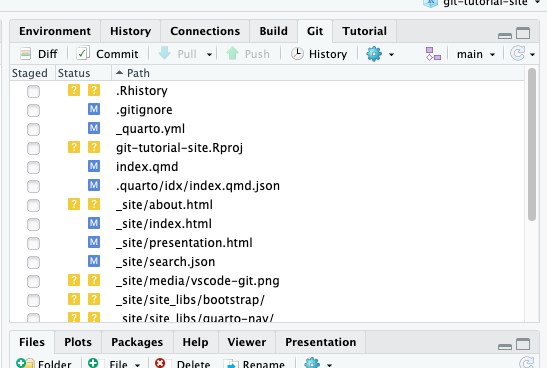 git-tutorial-site
Environment History Connections Build Git Tutorial
Diff Commit Pull Push History main
Staged Status Path
? ? .Rhistory
M .gitignore
M _quarto.yml
? ? git-tutorial-site.Rproj
M index.qmd
M .quarto/idx/index.qmd.json
? ? _site/about.html
M _site/index.html
M _site/presentation.html
M _site/search.json
? ? _site/media/vscode-git.png
? ? _site/site_libs/bootstrap/
? ? _site/site_libs/quarto-nav/
Files Plots Packages Help Viewer Presentation
Folder File Delete Rename